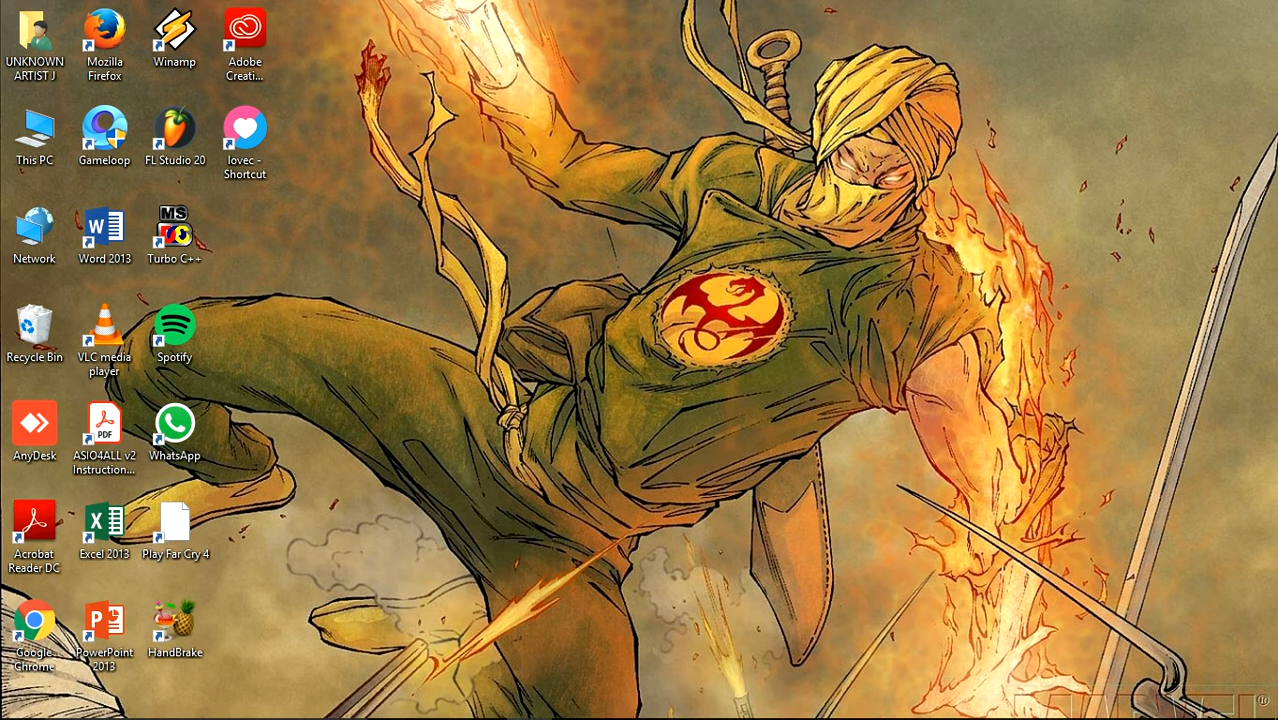 UNKNOWN
ARTIST J
Mozilla
Firefox
Winamp
Adobe
Creati...
This PC
Gameloop
FL Studio 20
lovec -
Shortcut
Network
Word 2013
MS
Turbo C++
Recycle Bin
VLC media
player
Spotify
AnyDesk
PDF
ASIO4ALL v2
Instruction...
WhatsApp
Acrobat
Reader DC
Excel 2013
Play Far Cry 4
Google
Chrome
PowerPoint
2013
HandBrake